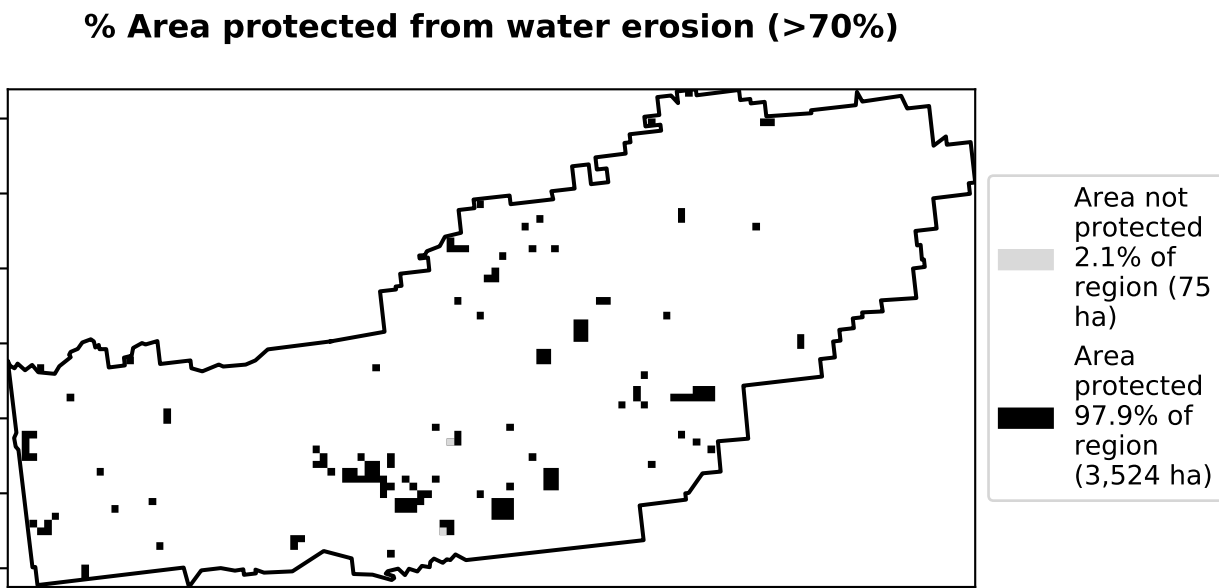 % Area protected from water erosion (>70%)
Area not
protected
2.1% of
region (75
ha)
Area
protected
97.9% of
region
(3,524 ha)